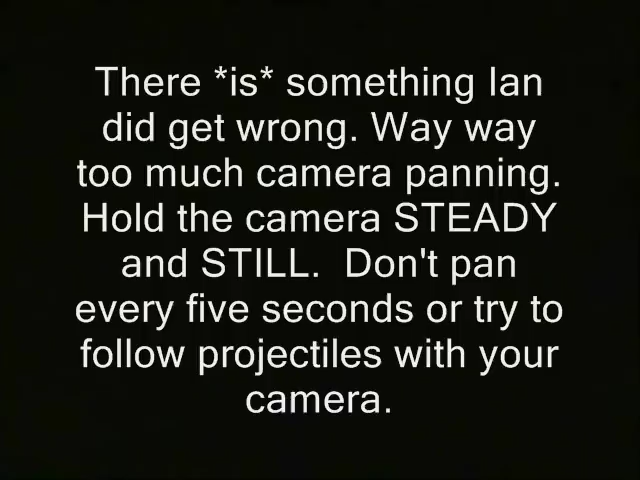 There *is* something Ian
did get wrong. Way way
too much camera panning.
Hold the camera STEADY
and STILL.  Don't pan
every five seconds or try to
follow projectiles with your
camera.